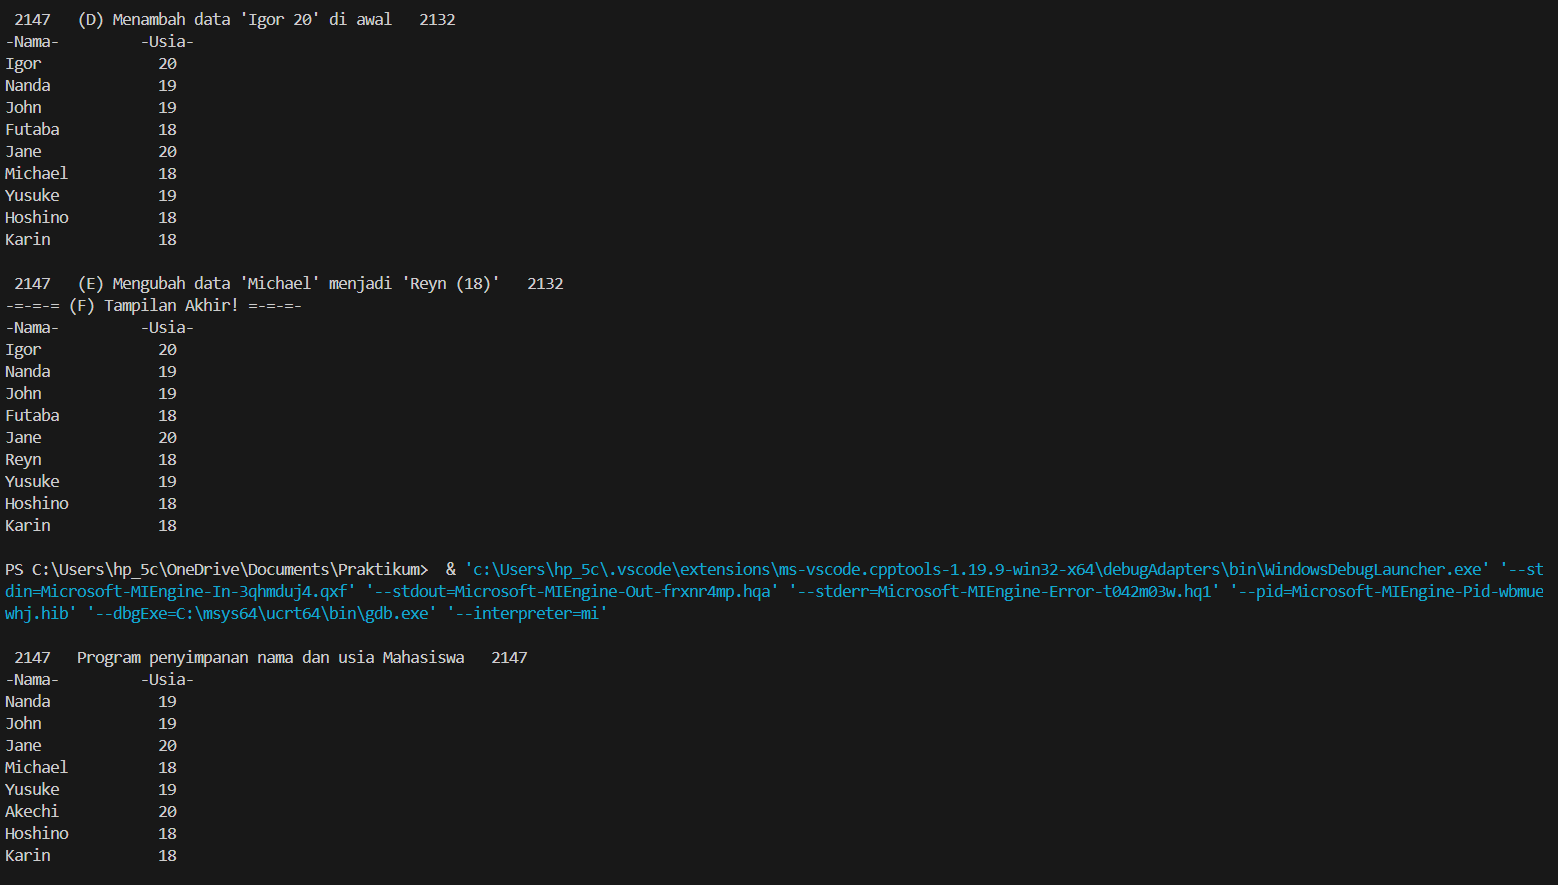 2147   (D) Menambah data 'Igor 20' di awal   2132
-Nama-         -Usia-
Igor             20
Nanda            19
John             19
Futaba           18
Jane             20
Michael          18
Yusuke           19
Hoshino          18
Karin            18
2147   (E) Mengubah data 'Michael' menjadi 'Reyn (18)'   2132
-=-=-= (F) Tampilan Akhir! =-=-=-
-Nama-         -Usia-
Igor             20
Nanda            19
John             19
Futaba           18
Jane             20
Reyn             18
Yusuke           19
Hoshino          18
Karin            18
PS C:\Users\hp_5c\OneDrive\Documents\Praktikum>  & 'c:\Users\hp_5c\.vscode\extensions\ms-vscode.cpptools-1.19.9-win32-x64\debugAdapters\bin\WindowsDebugLauncher.exe' '--st
din=Microsoft-MIEngine-In-3qhmduj4.qxf' '--stdout=Microsoft-MIEngine-Out-frxnr4mp.hqa' '--stderr=Microsoft-MIEngine-Error-t042m03w.hq1' '--pid=Microsoft-MIEngine-Pid-wbmue
whj.hib' '--dbgExe=C:\msys64\ucrt64\bin\gdb.exe' '--interpreter=mi'
2147   Program penyimpanan nama dan usia Mahasiswa   2147
-Nama-         -Usia-
Nanda            19
John             19
Jane             20
Michael          18
Yusuke           19
Akechi           20
Hoshino          18
Karin            18